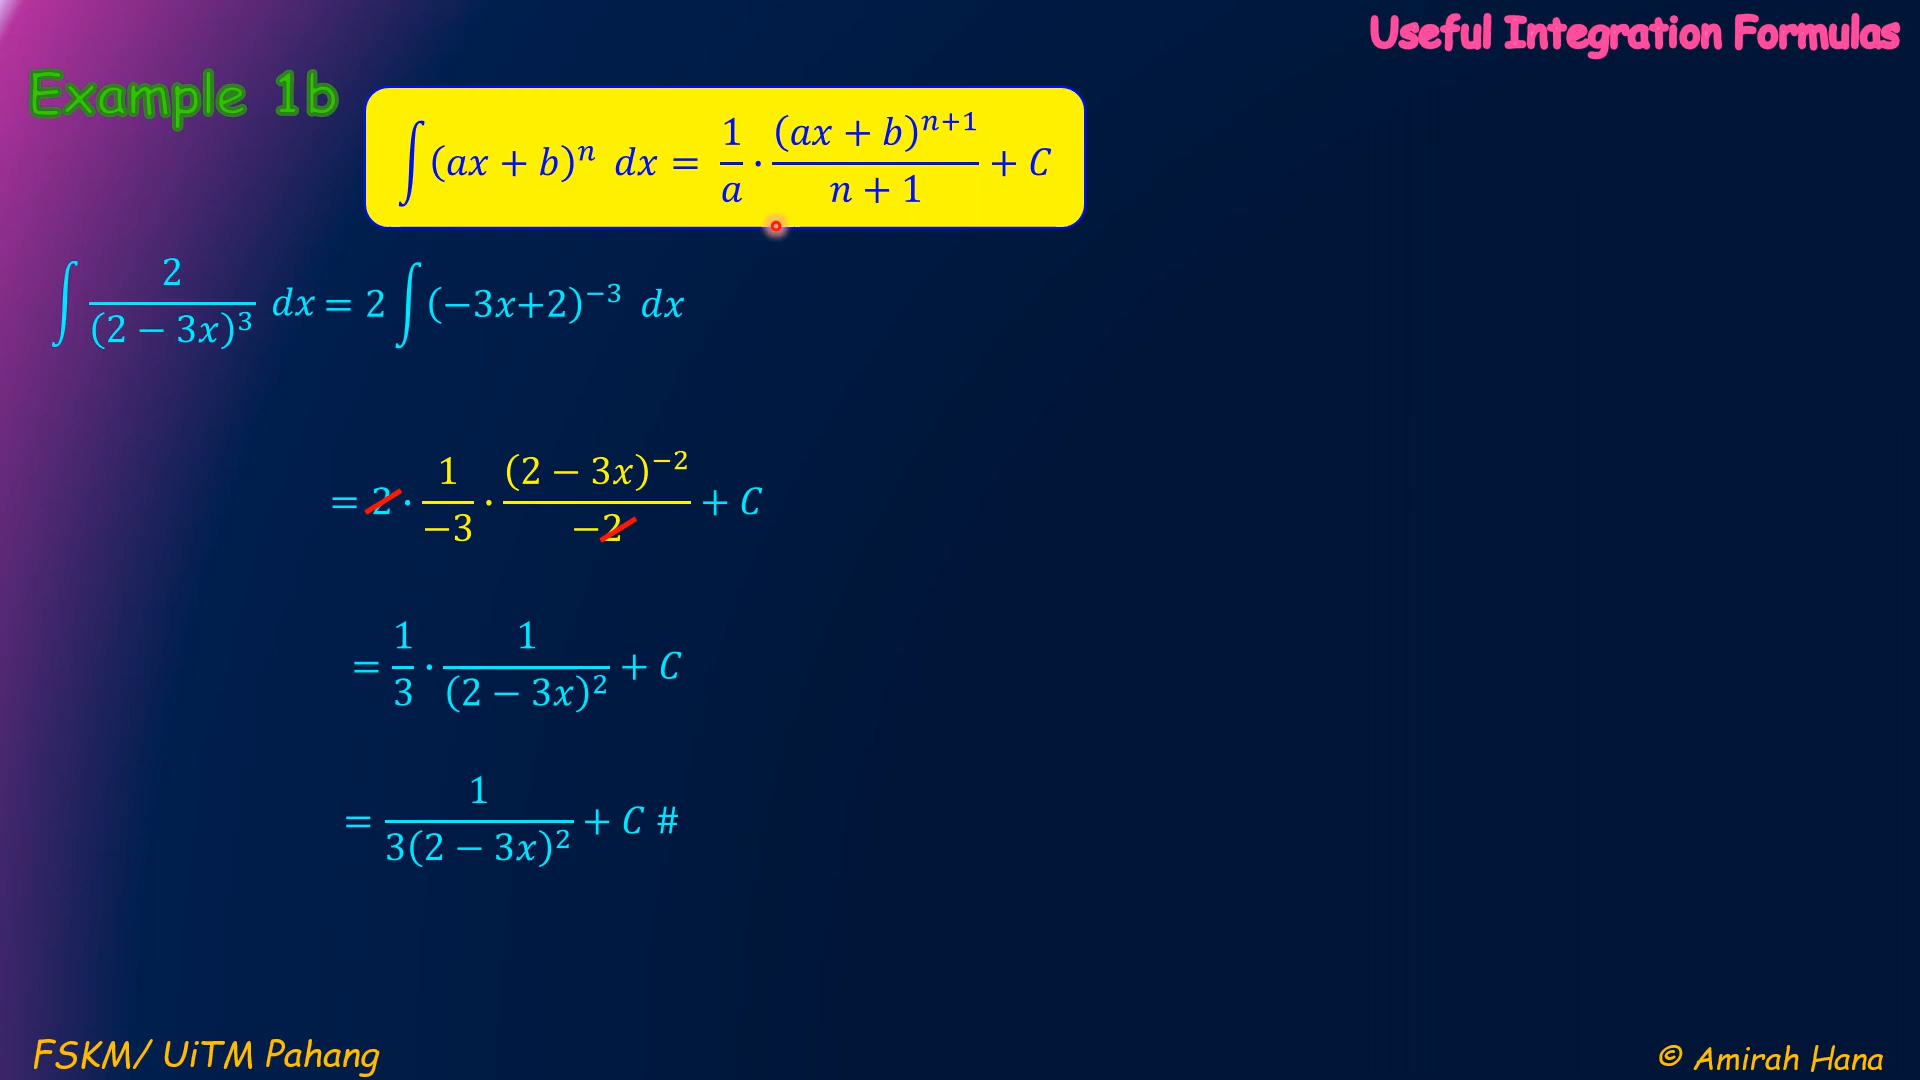 Useful Integration Formulas
Example 1b
∫(ax + b)ⁿ dx = 1/a · (ax + b)ⁿ⁺¹/(n + 1) + C
∫ 2/(2 − 3x)³ dx = 2 ∫(−3x+2)⁻³ dx
= 2 · 1/−3 · (2 − 3x)⁻²/−2 + C
= 1/3 · 1/(2 − 3x)² + C
= 1/3(2 − 3x)² + C #
FSKM/ UiTM Pahang
© Amirah Hana